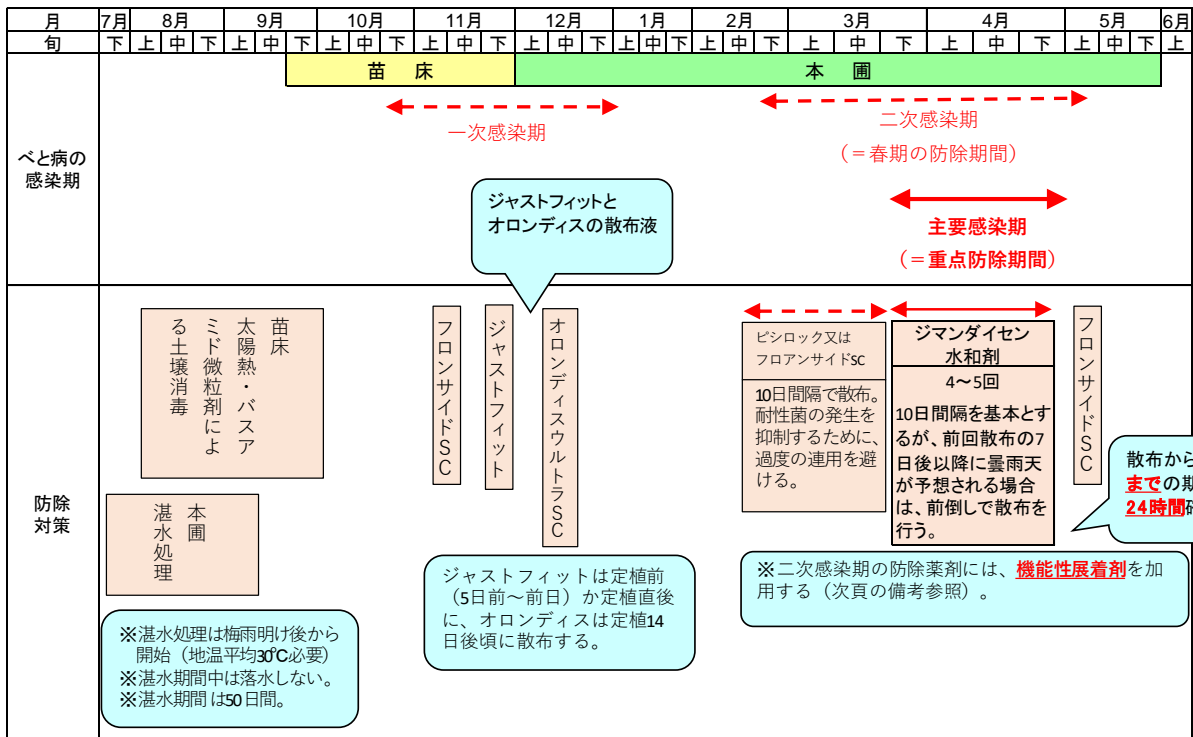 月 7月 8月 9月 10月 11月 12月 1月 2月 3月 4月 5月 6月
旬 下 上 中 下 上 中 下 上 中 下 上 中 下 上 中 下 上 中 下 上 中 下 上 中 下 上 中 下 上 中 下 上
苗 床 本 圃
べと病の
感染期
一次感染期
二次感染期
（＝春期の防除期間）
ジャストフィットと
オロンディスの散布液
主要感染期
（＝重点防除期間）
防除
対策
苗床
太陽熱・バスア
ミド微粒剤によ
る土壌消毒
本圃
湛水処理
※湛水処理は梅雨明け後から
開始（地温平均30℃必要）
※湛水期間中は落水しない。
※湛水期間は50日間。
フロンサイドSC
ジャストフィット
オロンディスウルトラSC
ジャストフィットは定植前
（5日前～前日）か定植直後
に、オロンディスは定植14
日後頃に散布する。
ピシロック又は
フロアンサイドSC
10日間隔で散布。
耐性菌の発生を
抑制するために、
過度の連用を避
ける。
ジマンダイセン
水和剤
4～5回
10日間隔を基本とす
るが、前回散布の7
日後以降に曇雨天
が予想される場合
は、前倒しで散布を
行う。
フロンサイドSC
散布から
までの期
24時間
※二次感染期の防除薬剤には、機能性展着剤を加
用する（次頁の備考参照）。